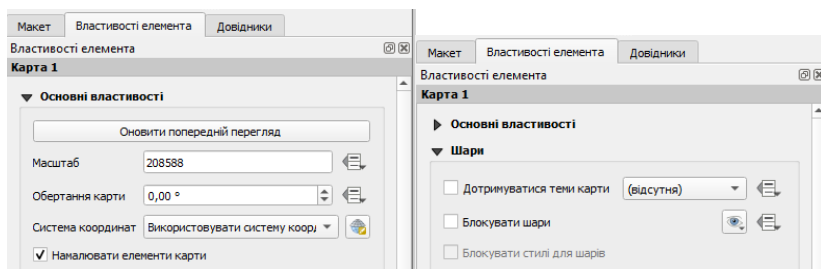 Макет Властивості елемента Довідники
Властивості елемента
Карта 1
Основні властивості
Оновити попередній перегляд
Масштаб 208588
Обертання карти 0,00 °
Система координат Використовувати систему коорд
Намалювати елементи карти
Макет Властивості елемента Довідники
Властивості елемента
Карта 1
Основні властивості
Шари
Дотримуватися теми карти (відсутня)
Блокувати шари
Блокувати стилі для шарів